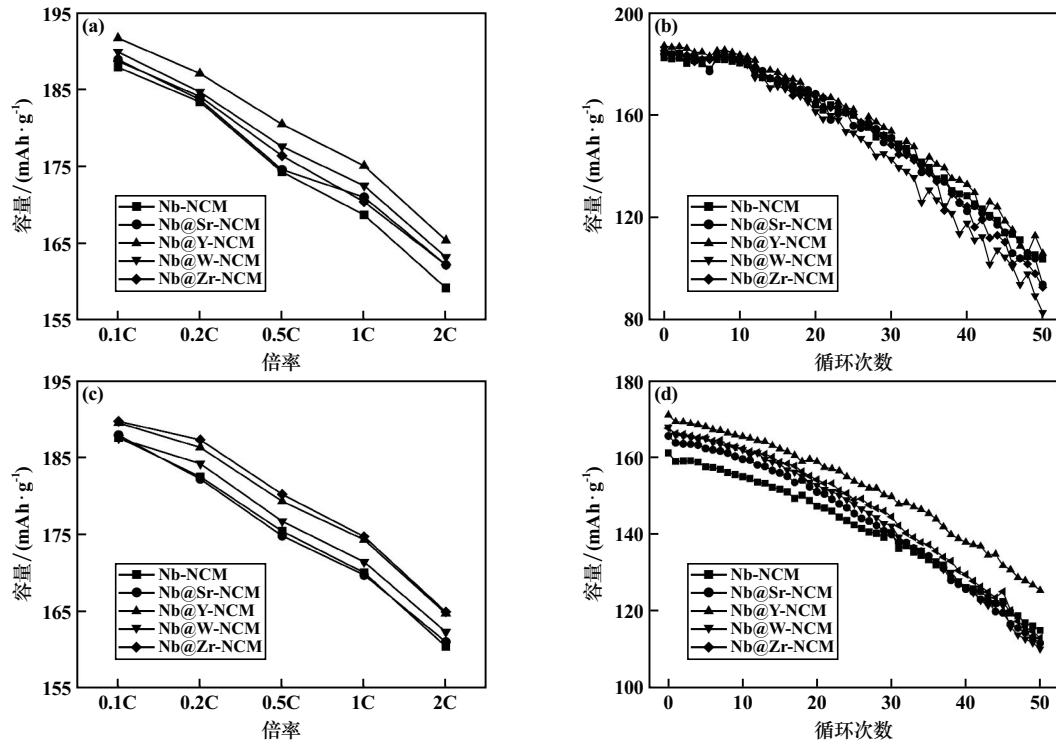 (a)
195
185
175
165
155
容量/(mAh·g⁻¹)
Nb-NCM
Nb@Sr-NCM
Nb@Y-NCM
Nb@W-NCM
Nb@Zr-NCM
0.1C 0.2C 0.5C 1C 2C
倍率
(b)
200
160
120
80
容量/(mAh·g⁻¹)
Nb-NCM
Nb@Sr-NCM
Nb@Y-NCM
Nb@W-NCM
Nb@Zr-NCM
0 10 20 30 40 50
循环次数
(c)
195
185
175
165
155
容量/(mAh·g⁻¹)
Nb-NCM
Nb@Sr-NCM
Nb@Y-NCM
Nb@W-NCM
Nb@Zr-NCM
0.1C 0.2C 0.5C 1C 2C
倍率
(d)
180
160
140
120
100
容量/(mAh·g⁻¹)
Nb-NCM
Nb@Sr-NCM
Nb@Y-NCM
Nb@W-NCM
Nb@Zr-NCM
0 10 20 30 40 50
循环次数